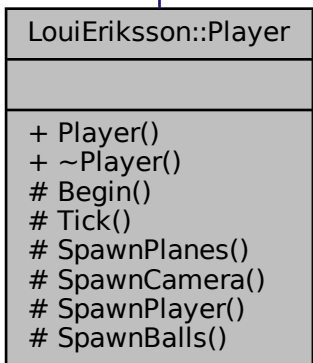 LouiEriksson::Player
+ Player()
+ ~Player()
# Begin()
# Tick()
# SpawnPlanes()
# SpawnCamera()
# SpawnPlayer()
# SpawnBalls()